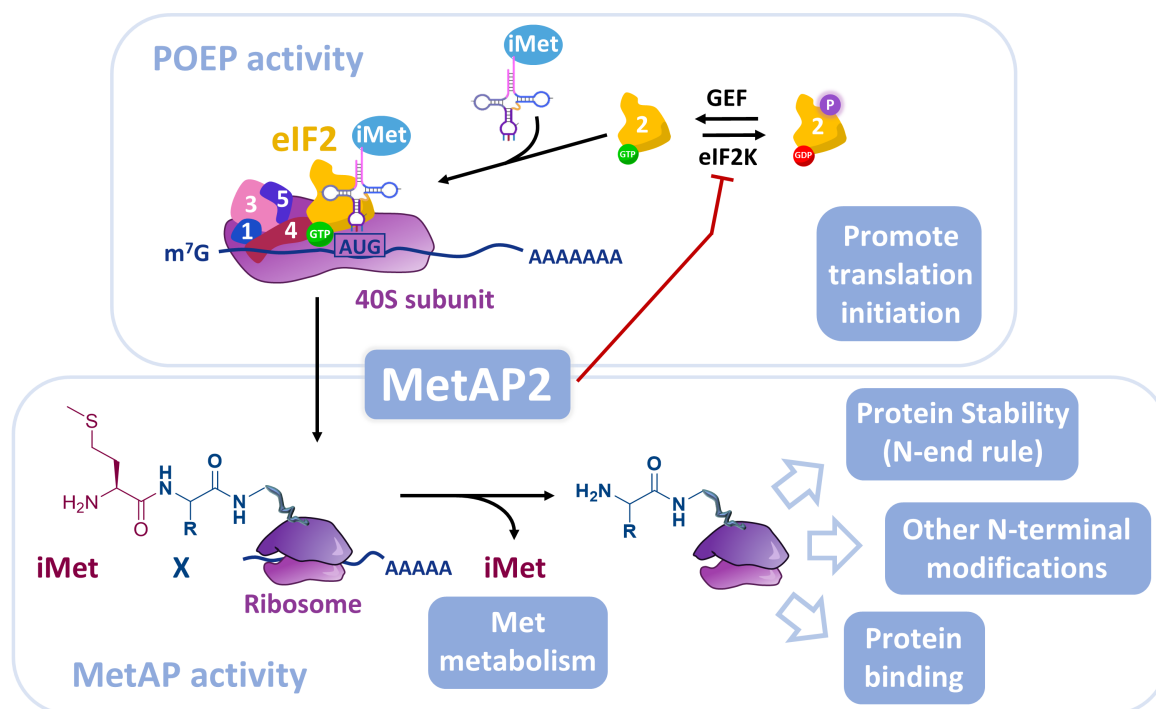 POEP activity
iMet
eIF2
iMet
2
GTP
GEF
eIF2K
P
2
GDP
3
5
1
4
GTP
m⁷G
AUG
AAAAAAA
40S subunit
Promote
translation
initiation
MetAP2
S
H₂N
O
H
N
R
O
N
H
iMet
X
Ribosome
AAAAA
iMet
Met
metabolism
H₂N
R
O
N
H
Protein Stability
(N-end rule)
Other N-terminal
modifications
Protein
binding
MetAP activity